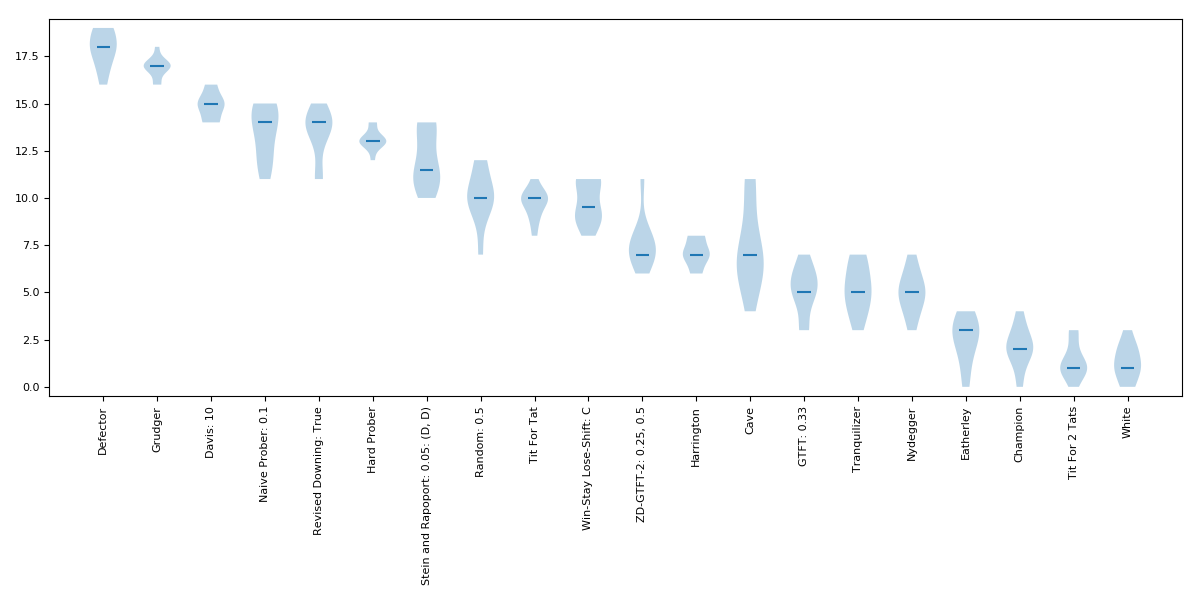 17.5
15.0
12.5
10.0
7.5
5.0
2.5
0.0
Defector
Grudger
Davis: 10
Naive Prober: 0.1
Revised Downing: True
Hard Prober
Stein and Rapoport: 0.05: (D, D)
Random: 0.5
Tit For Tat
Win-Stay Lose-Shift: C
ZD-GTFT-2: 0.25, 0.5
Harrington
Cave
GTFT: 0.33
Tranquilizer
Nydegger
Eatherley
Champion
Tit For 2 Tats
White